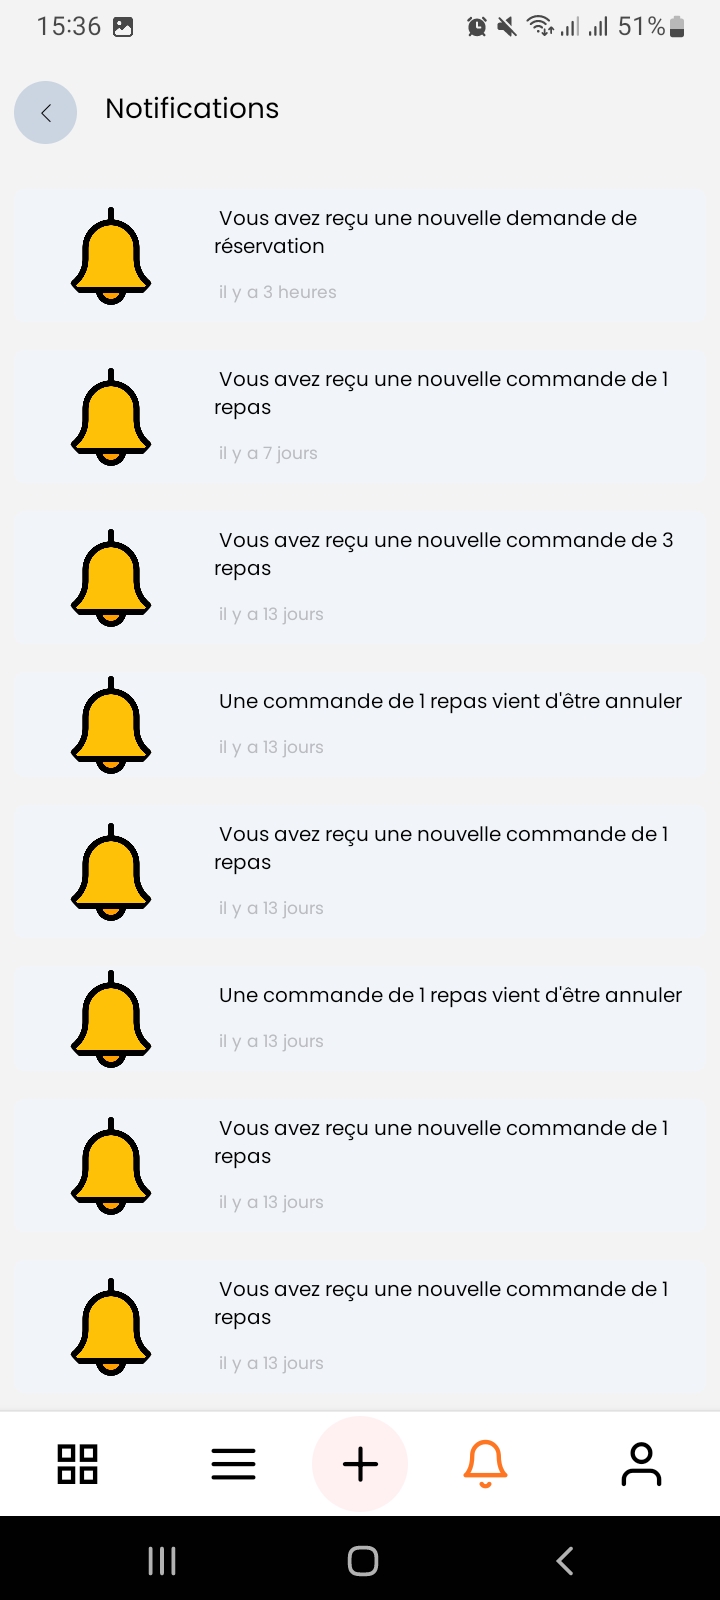 15:36 51%
Notifications
Vous avez reçu une nouvelle demande de
réservation
il y a 3 heures
Vous avez reçu une nouvelle commande de 1
repas
il y a 7 jours
Vous avez reçu une nouvelle commande de 3
repas
il y a 13 jours
Une commande de 1 repas vient d'être annuler
il y a 13 jours
Vous avez reçu une nouvelle commande de 1
repas
il y a 13 jours
Une commande de 1 repas vient d'être annuler
il y a 13 jours
Vous avez reçu une nouvelle commande de 1
repas
il y a 13 jours
Vous avez reçu une nouvelle commande de 1
repas
il y a 13 jours